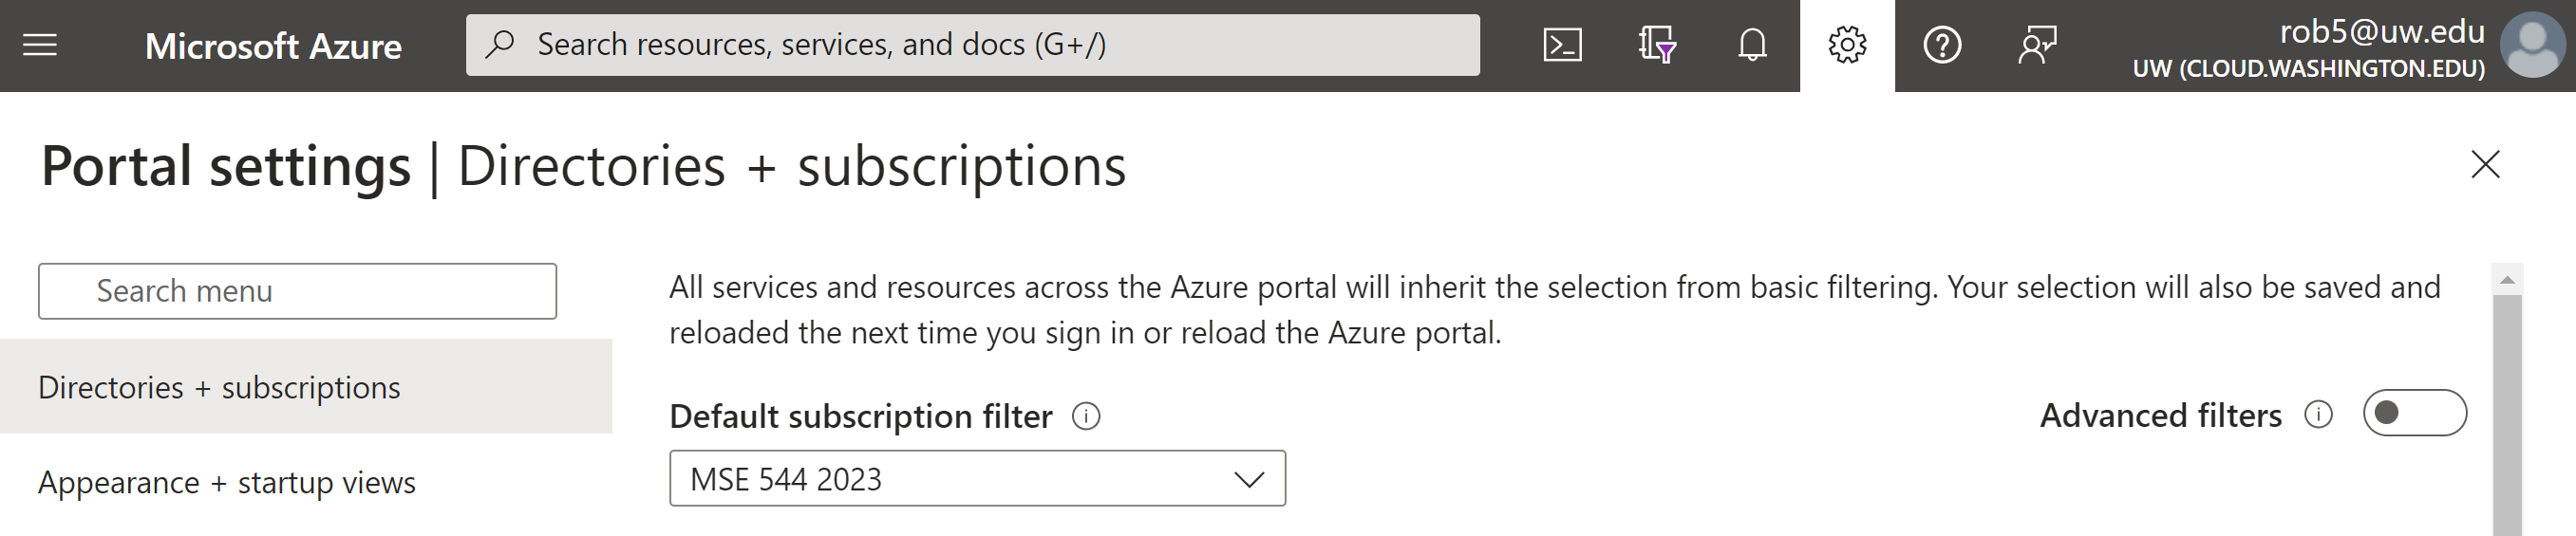 Microsoft Azure
Search resources, services, and docs (G+/)
rob5@uw.edu
UW (CLOUD.WASHINGTON.EDU)
Portal settings | Directories + subscriptions
Search menu
Directories + subscriptions
Appearance + startup views
All services and resources across the Azure portal will inherit the selection from basic filtering. Your selection will also be saved and
reloaded the next time you sign in or reload the Azure portal.
Default subscription filter
Advanced filters
MSE 544 2023